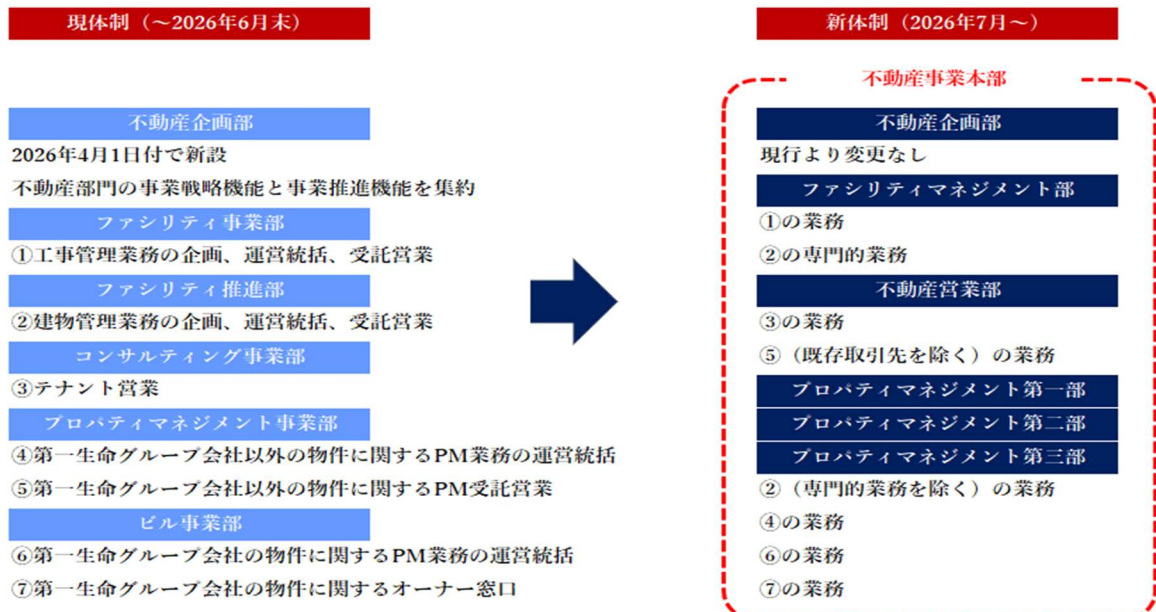 現体制（～2026年6月末）
不動産企画部
2026年4月1日付で新設
不動産部門の事業戦略機能と事業推進機能を集約
ファシリティ事業部
①工事管理業務の企画、運営統括、受託営業
ファシリティ推進部
②建物管理業務の企画、運営統括、受託営業
コンサルティング事業部
③テナント営業
プロパティマネジメント事業部
④第一生命グループ会社以外の物件に関するPM業務の運営統括
⑤第一生命グループ会社以外の物件に関するPM受託営業
ビル事業部
⑥第一生命グループ会社の物件に関するPM業務の運営統括
⑦第一生命グループ会社の物件に関するオーナー窓口
新体制（2026年7月～）
不動産事業本部
不動産企画部
現行より変更なし
ファシリティマネジメント部
①の業務
②の専門的業務
不動産営業部
③の業務
⑤（既存取引先を除く）の業務
プロパティマネジメント第一部
プロパティマネジメント第二部
プロパティマネジメント第三部
②（専門的業務を除く）の業務
④の業務
⑥の業務
⑦の業務